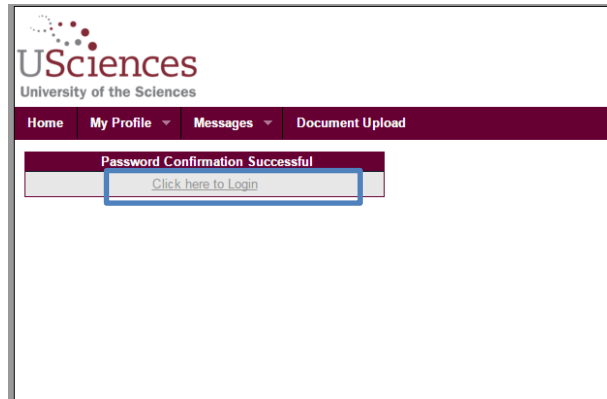 USciences
University of the Sciences
Home My Profile Messages Document Upload
Password Confirmation Successful
Click here to Login